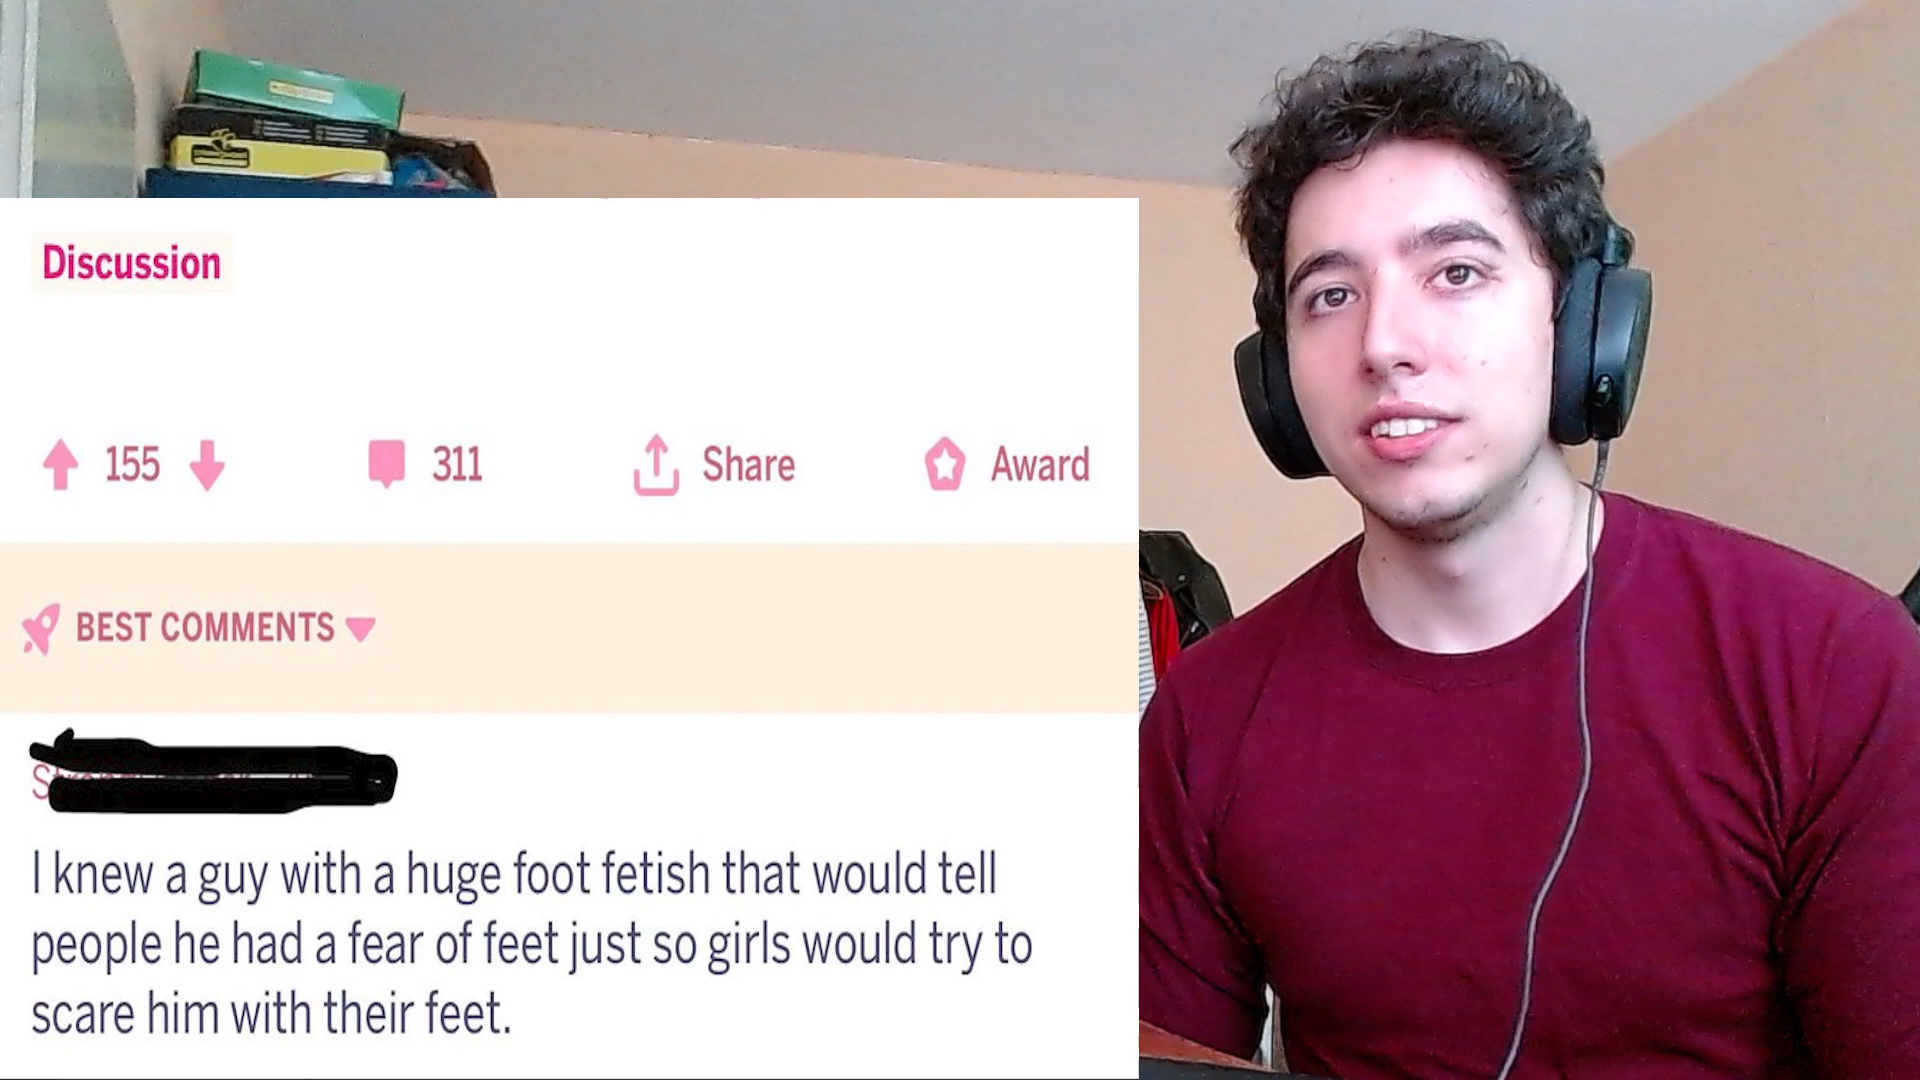 Discussion
155
311
Share
Award
BEST COMMENTS
I knew a guy with a huge foot fetish that would tell
people he had a fear of feet just so girls would try to
scare him with their feet.